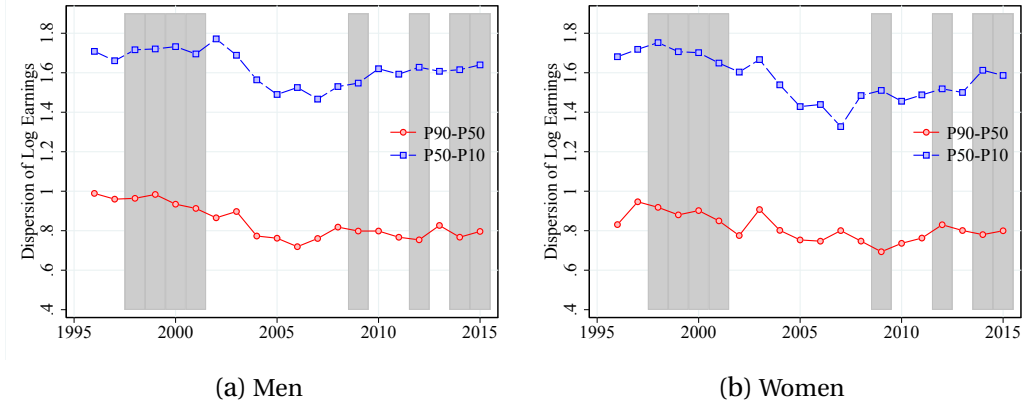 Dispersion of Log Earnings
.4 .6 .8 1 1.2 1.4 1.6 1.8
P90-P50
P50-P10
1995 2000 2005 2010 2015
(a) Men
Dispersion of Log Earnings
.4 .6 .8 1 1.2 1.4 1.6 1.8
P90-P50
P50-P10
1995 2000 2005 2010 2015
(b) Women